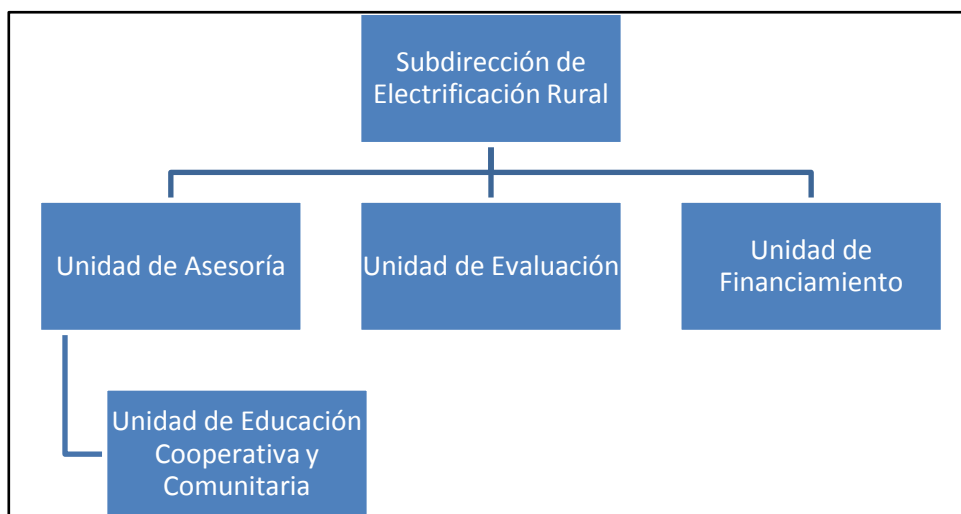 Subdirección de
Electrificación Rural
Unidad de Asesoría
Unidad de Evaluación
Unidad de
Financiamiento
Unidad de Educación
Cooperativa y
Comunitaria